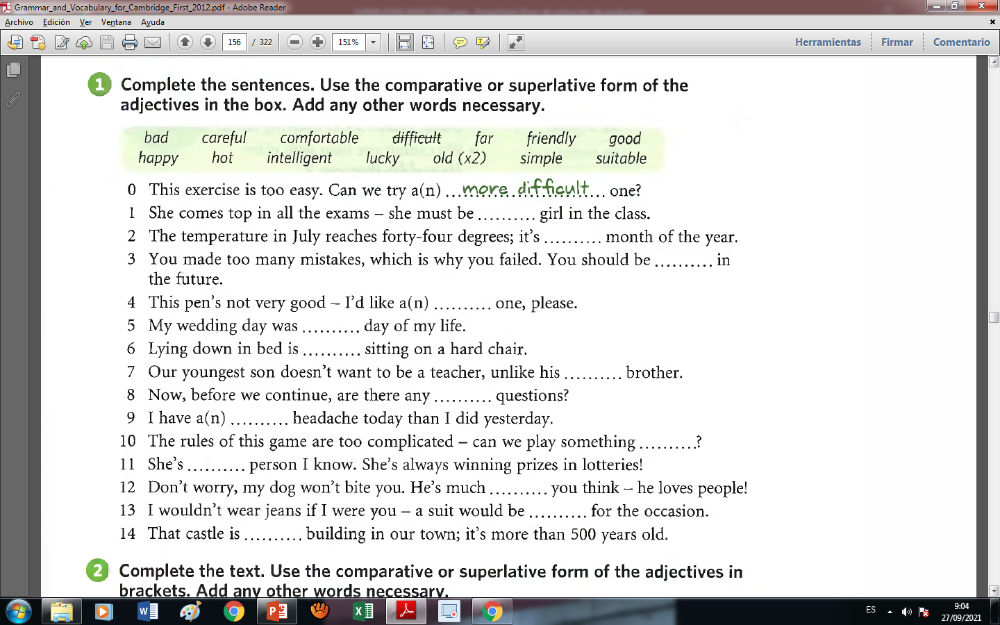 Grammar_and_Vocabulary_for_Cambridge_First_2012.pdf - Adobe Reader
Archivo Edición Ver Ventana Ayuda
156 / 322 151% Herramientas Firmar Comentario
1 Complete the sentences. Use the comparative or superlative form of the
adjectives in the box. Add any other words necessary.
bad careful comfortable difficult far friendly good
happy hot intelligent lucky old (x2) simple suitable
0 This exercise is too easy. Can we try a(n) ...more difficult... one?
1 She comes top in all the exams – she must be .......... girl in the class.
2 The temperature in July reaches forty-four degrees; it's .......... month of the year.
3 You made too many mistakes, which is why you failed. You should be .......... in
the future.
4 This pen's not very good – I'd like a(n) .......... one, please.
5 My wedding day was .......... day of my life.
6 Lying down in bed is .......... sitting on a hard chair.
7 Our youngest son doesn't want to be a teacher, unlike his .......... brother.
8 Now, before we continue, are there any .......... questions?
9 I have a(n) .......... headache today than I did yesterday.
10 The rules of this game are too complicated – can we play something ..........?
11 She's .......... person I know. She's always winning prizes in lotteries!
12 Don't worry, my dog won't bite you. He's much .......... you think – he loves people!
13 I wouldn't wear jeans if I were you – a suit would be .......... for the occasion.
14 That castle is .......... building in our town; it's more than 500 years old.
2 Complete the text. Use the comparative or superlative form of the adjectives in
brackets. Add any other words necessary.
ES 9:04
27/09/2021